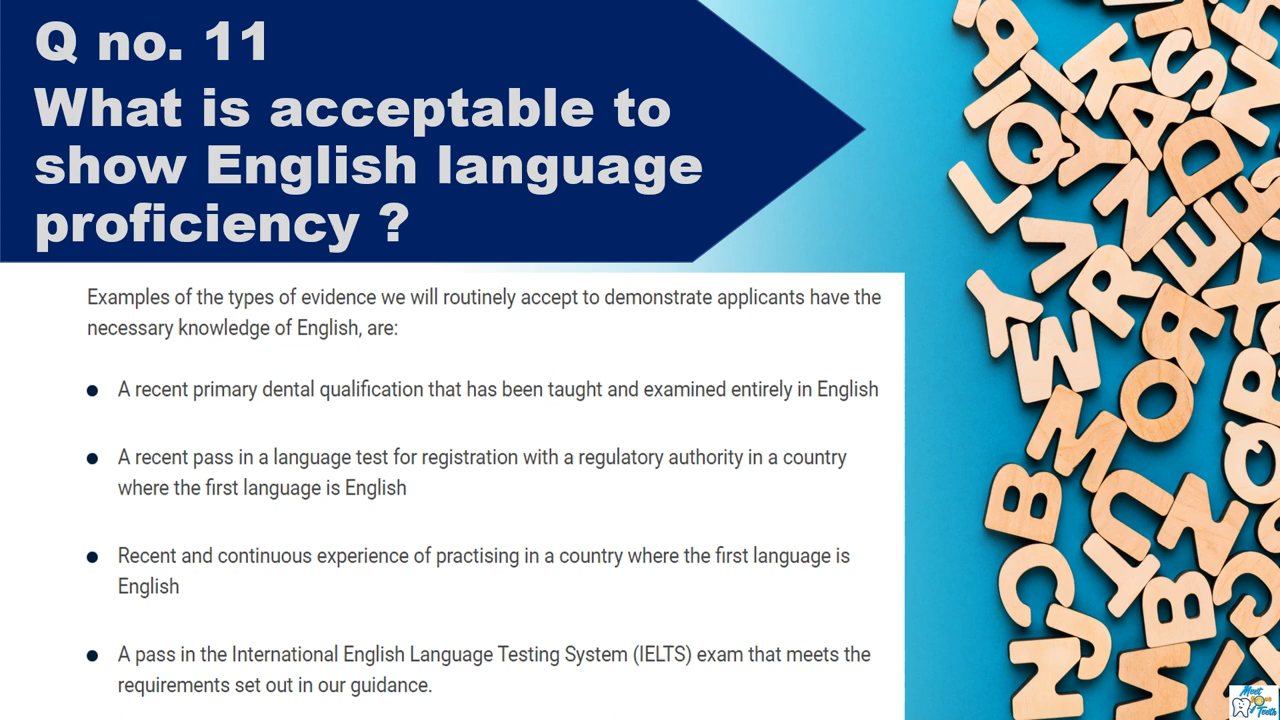 Q no. 11
What is acceptable to
show English language
proficiency ?
Examples of the types of evidence we will routinely accept to demonstrate applicants have the
necessary knowledge of English, are:
● A recent primary dental qualification that has been taught and examined entirely in English
● A recent pass in a language test for registration with a regulatory authority in a country
where the first language is English
● Recent and continuous experience of practising in a country where the first language is
English
● A pass in the International English Language Testing System (IELTS) exam that meets the
requirements set out in our guidance.
Meet
Your
Teeth